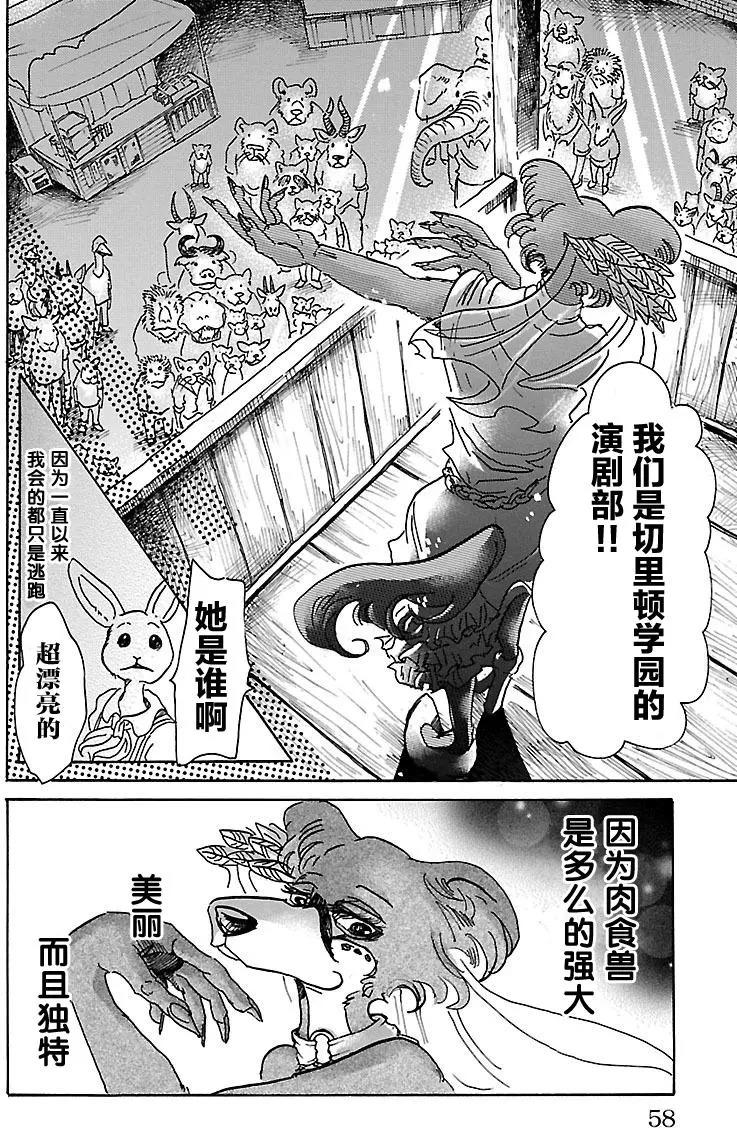 我们是切里顿学园的
演剧部!!
她是谁啊
超漂亮的
因为一直以来
我会的都只是逃跑
因为肉食兽
是多么的强大
美丽
而且独特
58